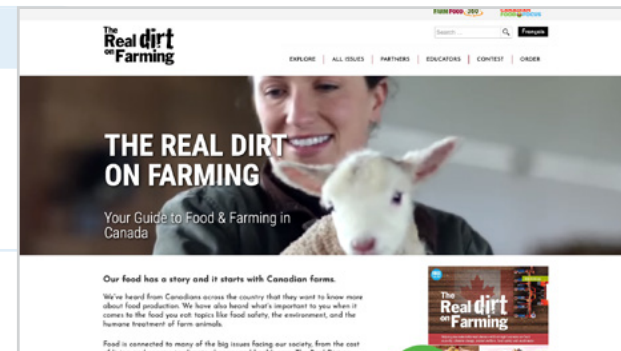 Farm Food 360
Canadian Food Focus
The
Real dirt
on Farming
Search ...
Français
EXPLORE | ALL ISSUES | PARTNERS | EDUCATORS | CONTEST | ORDER
THE REAL DIRT
ON FARMING
Your Guide to Food & Farming in
Canada
Our food has a story and it starts with Canadian farms.
We've heard from Canadians across the country that they want to know more
about food production. We have also heard what's important to you when it
comes to the food you eat: topics like food safety, the environment, and the
humane treatment of farm animals.
Food is connected to many of the big issues facing our society, from the cost
The
Real dirt
on Farming